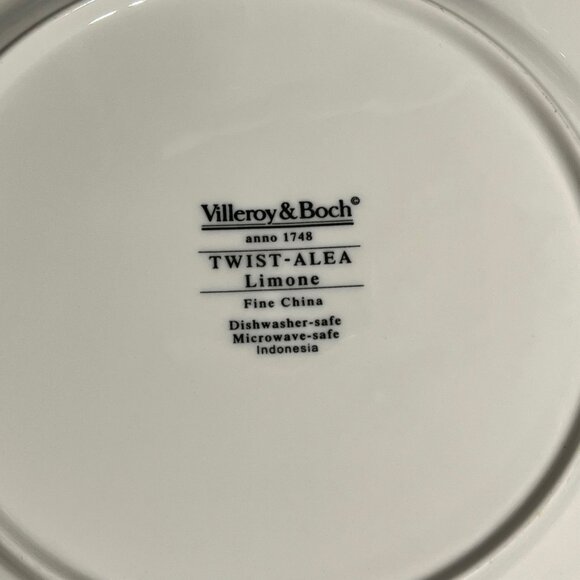 Villeroy & Boch©
anno 1748
TWIST-ALEA
Limone
Fine China
Dishwasher-safe
Microwave-safe
Indonesia